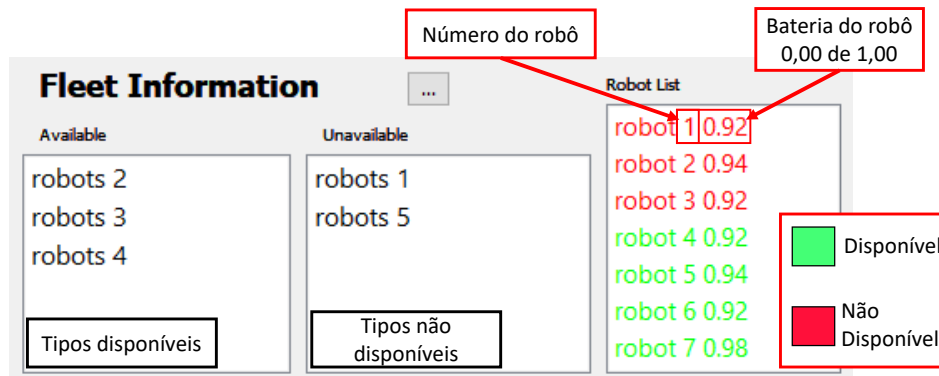 Número do robô
Bateria do robô
0,00 de 1,00
Fleet Information
...
Robot List
Available
Unavailable
robots 2
robots 3
robots 4
Tipos disponíveis
robots 1
robots 5
Tipos não
disponíveis
robot 1 0.92
robot 2 0.94
robot 3 0.92
robot 4 0.92
robot 5 0.94
robot 6 0.92
robot 7 0.98
Disponível
Não
Disponível